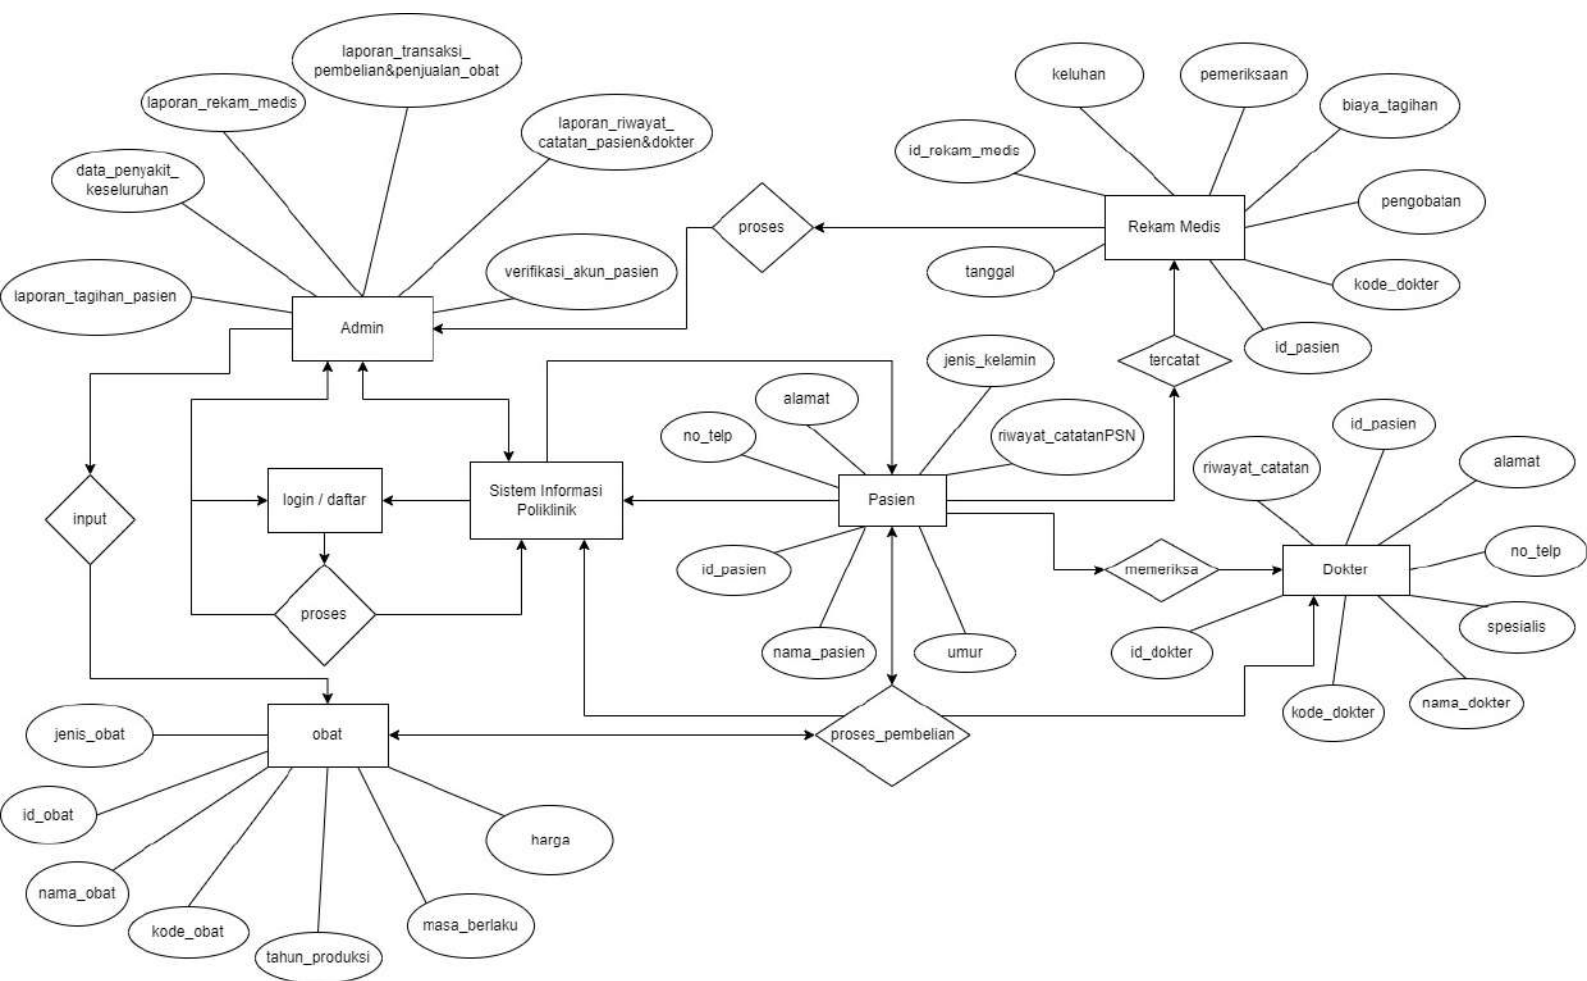 laporan_transaksi_
pembelian&penjualan_obat
laporan_rekam_medis
laporan_riwayat_
catatan_pasien&dokter
data_penyakit_
keseluruhan
verifikasi_akun_pasien
laporan_tagihan_pasien
Admin
keluhan
pemeriksaan
biaya_tagihan
id_rekam_medis
pengobatan
Rekam Medis
proses
tanggal
kode_dokter
id_pasien
tercatat
jenis_kelamin
alamat
no_telp
riwayat_catatanPSN
Pasien
id_pasien
nama_pasien
umur
id_pasien
riwayat_catatan
alamat
no_telp
Dokter
memeriksa
spesialis
id_dokter
kode_dokter
nama_dokter
input
login / daftar
Sistem Informasi
Poliklinik
proses
proses_pembelian
obat
jenis_obat
id_obat
nama_obat
kode_obat
tahun_produksi
masa_berlaku
harga